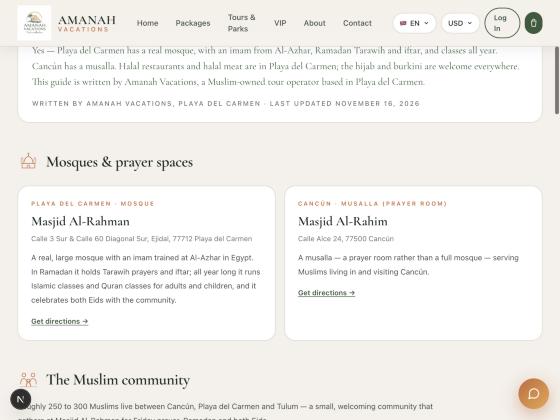 AMANAH
VACATIONS
Home
Packages
Tours &
Parks
VIP
About
Contact
EN
USD
Log
In
Yes — Playa del Carmen has a real mosque, with an imam from Al-Azhar, Ramadan Tarawih and iftar, and classes all year.
Cancún has a musalla. Halal restaurants and halal meat are in Playa del Carmen; the hijab and burkini are welcome everywhere.
This guide is written by Amanah Vacations, a Muslim-owned tour operator based in Playa del Carmen.
WRITTEN BY AMANAH VACATIONS, PLAYA DEL CARMEN · LAST UPDATED NOVEMBER 16, 2026
Mosques & prayer spaces
PLAYA DEL CARMEN · MOSQUE
Masjid Al-Rahman
Calle 3 Sur & Calle 60 Diagonal Sur, Ejidal, 77712 Playa del Carmen
A real, large mosque with an imam trained at Al-Azhar in Egypt.
In Ramadan it holds Tarawih prayers and iftar; all year long it runs
Islamic classes and Quran classes for adults and children, and it
celebrates both Eids with the community.
Get directions →
CANCÚN · MUSALLA (PRAYER ROOM)
Masjid Al-Rahim
Calle Alce 24, 77500 Cancún
A musalla — a prayer room rather than a full mosque — serving
Muslims living in and visiting Cancún.
Get directions →
The Muslim community
Roughly 250 to 300 Muslims live between Cancún, Playa del Carmen and Tulum — a small, welcoming community that
N